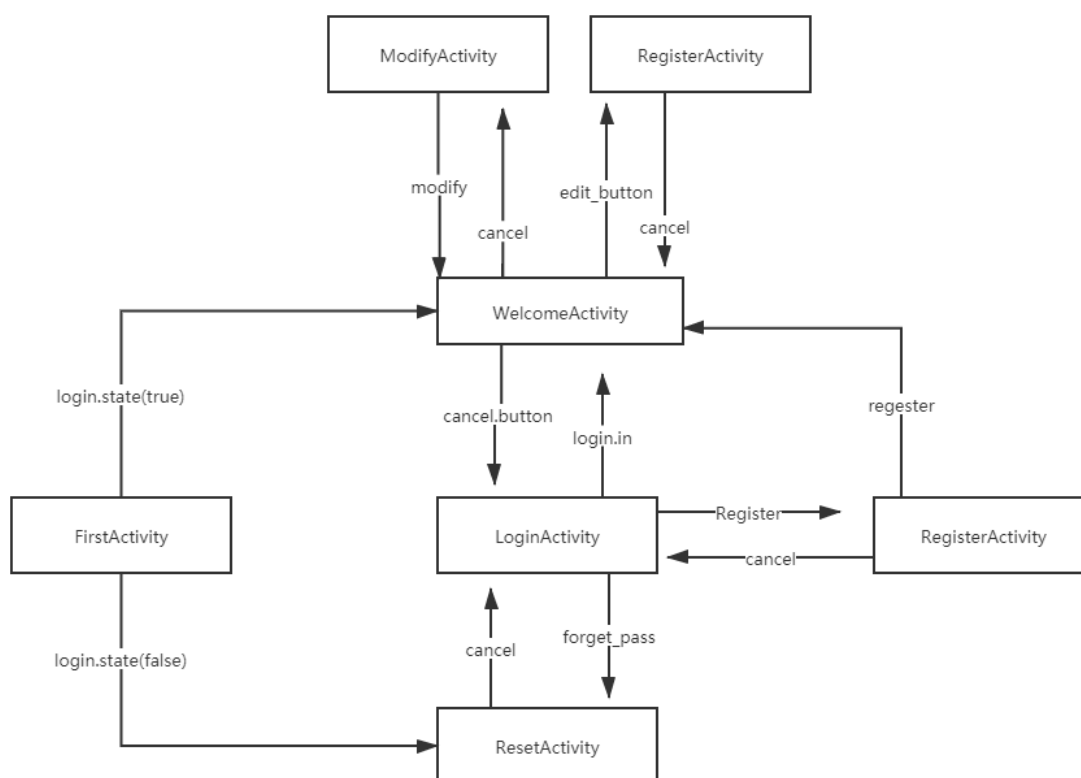 ModifyActivity
RegisterActivity
modify
edit_button
cancel
cancel
WelcomeActivity
login.state(true)
cancel.button
login.in
regester
FirstActivity
LoginActivity
Register
RegisterActivity
cancel
login.state(false)
cancel
forget_pass
ResetActivity